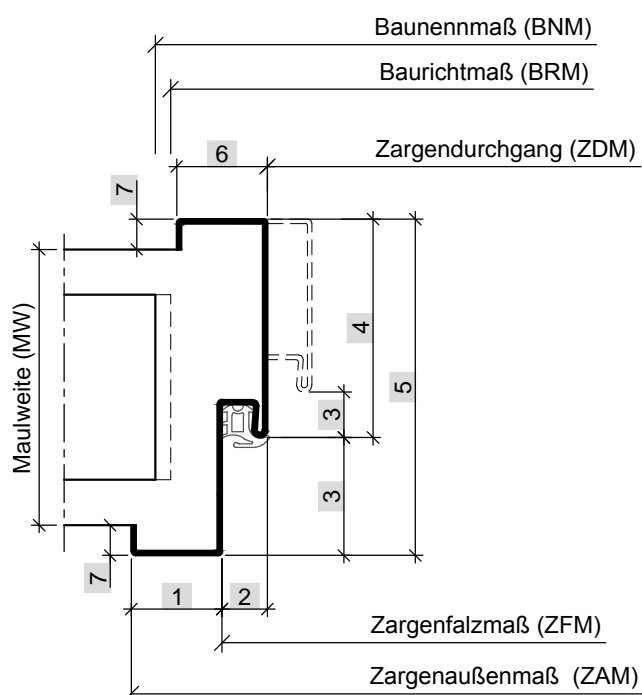 Baunennmaß (BNM)
Baurichtmaß (BRM)
6
Zargendurchgang (ZDM)
7
Maulweite (MW)
4
5
3
3
7
1
2
Zargenfalzmaß (ZFM)
Zargenaußenmaß (ZAM)